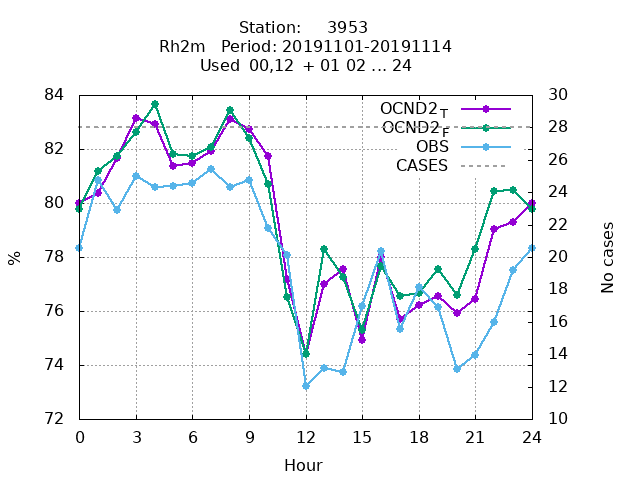 Station: 3953
Rh2m Period: 20191101-20191114
Used 00,12 + 01 02 ... 24
84 30
OCND2T
28
OCND2F
82 OBS
26
CASES
80 24
22
78 20
18
76
16
74 14
12
72 10
0 3 6 9 12 15 18 21 24
Hour
%
No cases